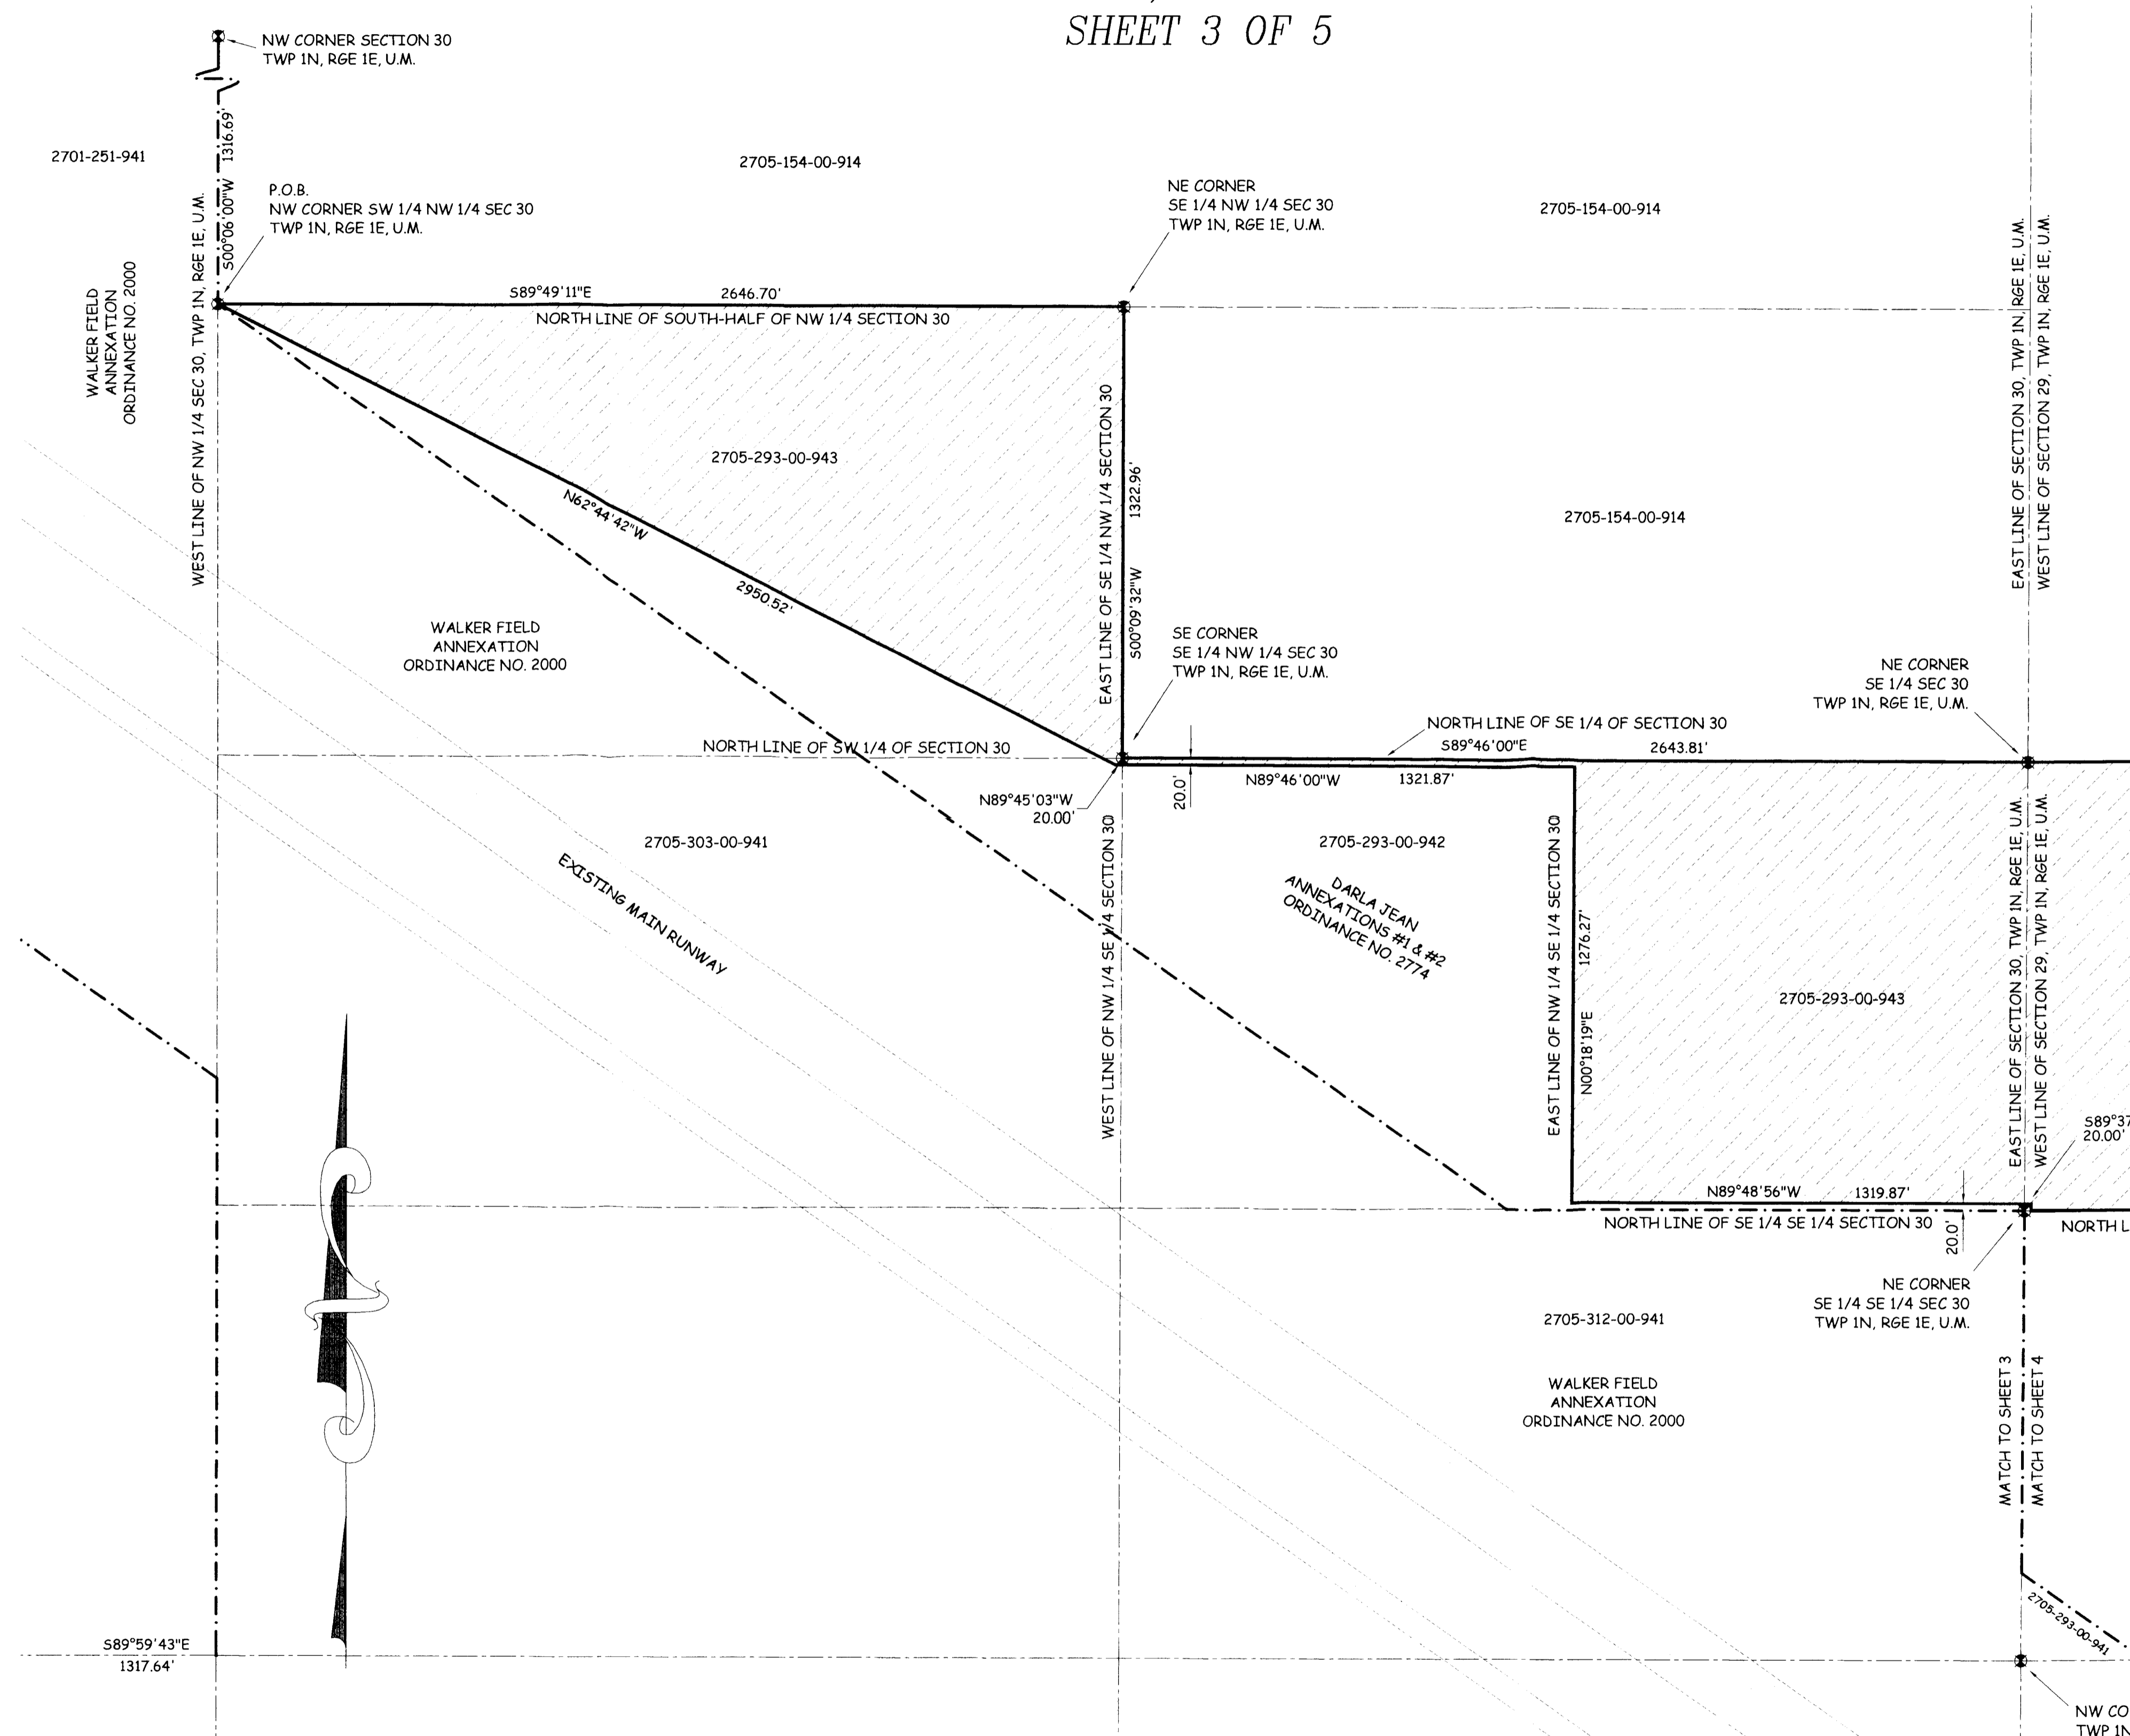 SHEET 3 OF 5
NW CORNER SECTION 30
TWP 1N, RGE 1E, U.M.
1316.69'
S00°06'00"W
2701-251-941
2705-154-00-914
P.O.B.
NW CORNER SW 1/4 NW 1/4 SEC 30
TWP 1N, RGE 1E, U.M.
NE CORNER
SE 1/4 NW 1/4 SEC 30
TWP 1N, RGE 1E, U.M.
2705-154-00-914
WEST LINE OF NW 1/4 SEC 30, TWP 1N, RGE 1E, U.M.
WALKER FIELD
ANNEXATION
ORDINANCE NO. 2000
S89°49'11"E
2646.70'
NORTH LINE OF SOUTH-HALF OF NW 1/4 SECTION 30
EAST LINE OF SECTION 30, TWP 1N, RGE 1E, U.M.
WEST LINE OF SECTION 29, TWP 1N, RGE 1E, U.M.
2705-293-00-943
EAST LINE OF SE 1/4 NW 1/4 SECTION 30
1322.96'
S00°09'32"W
2705-154-00-914
N62°44'42"W
2950.52'
WALKER FIELD
ANNEXATION
ORDINANCE NO. 2000
SE CORNER
SE 1/4 NW 1/4 SEC 30
TWP 1N, RGE 1E, U.M.
NE CORNER
SE 1/4 SEC 30
TWP 1N, RGE 1E, U.M.
NORTH LINE OF SW 1/4 OF SECTION 30
NORTH LINE OF SE 1/4 OF SECTION 30
S89°46'00"E
2643.81'
N89°46'00"W
1321.87'
20.0'
N89°45'03"W
20.00'
2705-303-00-941
EXISTING MAIN RUNWAY
WEST LINE OF NW 1/4 SE 1/4 SECTION 30
2705-293-00-942
DARLA JEAN
ANNEXATIONS #1 & #2
ORDINANCE NO. 2774
EAST LINE OF NW 1/4 SE 1/4 SECTION 30
1276.27'
N00°18'19"E
2705-293-00-943
EAST LINE OF SECTION 30, TWP 1N, RGE 1E, U.M.
WEST LINE OF SECTION 29, TWP 1N, RGE 1E, U.M.
S89°37
20.00'
N89°48'56"W
1319.87'
NORTH LINE OF SE 1/4 SE 1/4 SECTION 30
20.0'
NORTH L
NE CORNER
SE 1/4 SE 1/4 SEC 30
TWP 1N, RGE 1E, U.M.
2705-312-00-941
WALKER FIELD
ANNEXATION
ORDINANCE NO. 2000
MATCH TO SHEET 3
MATCH TO SHEET 4
2705-293-00-941
S89°59'43"E
1317.64'
NW CO
TWP 1N